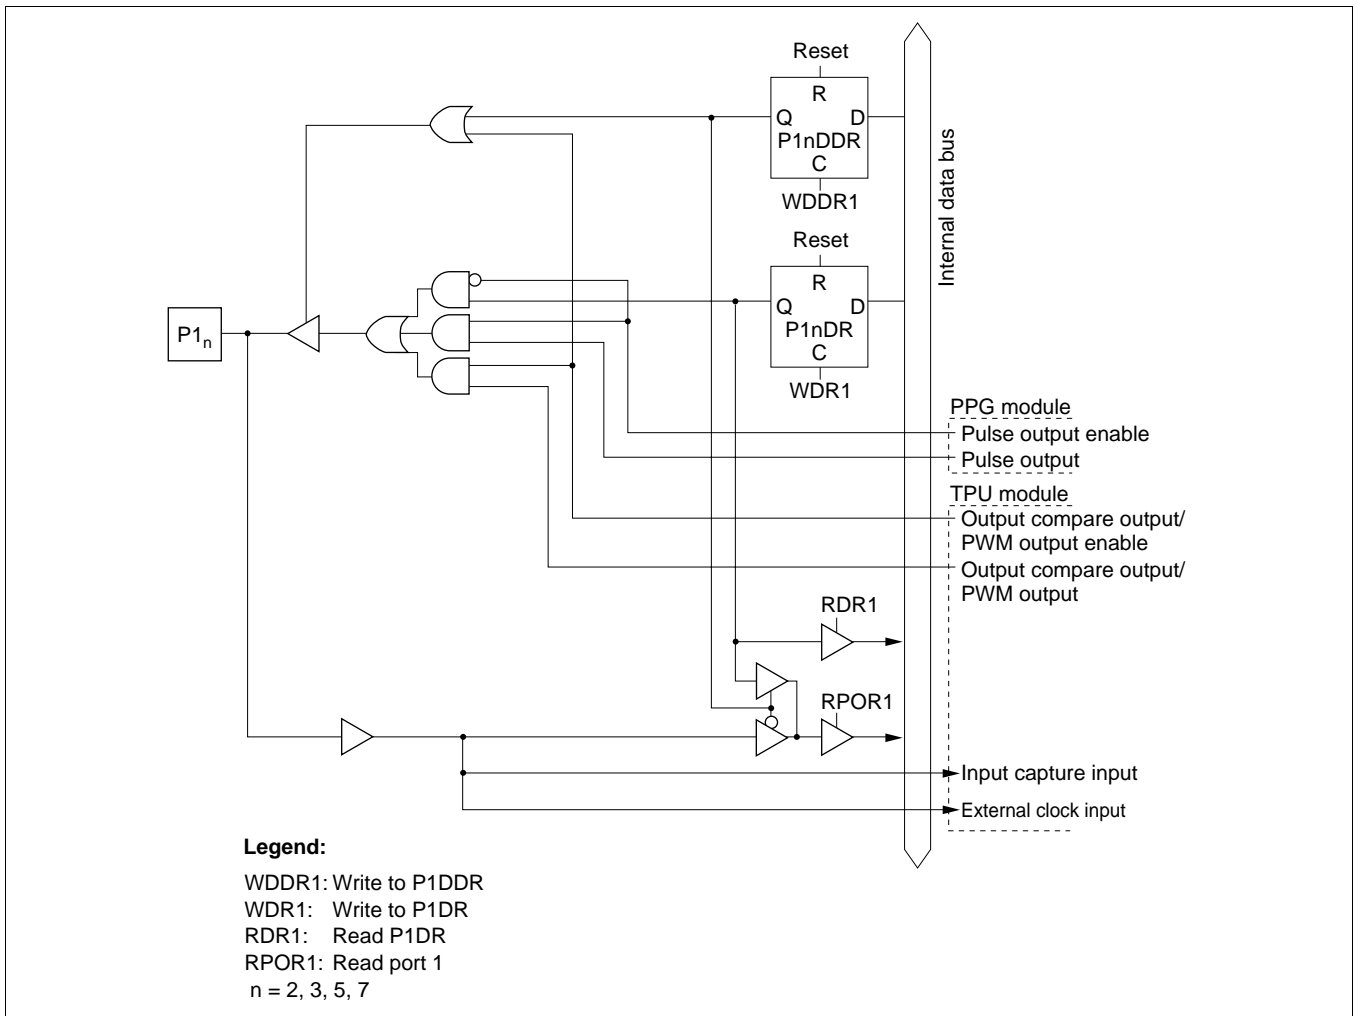 Reset
R
Q D
P1nDDR
C
WDDR1
Internal data bus
Reset
R
Q D
P1nDR
C
WDR1
P1n
PPG module
Pulse output enable
Pulse output
TPU module
Output compare output/
PWM output enable
Output compare output/
PWM output
RDR1
RPOR1
Input capture input
External clock input
Legend:
WDDR1: Write to P1DDR
WDR1: Write to P1DR
RDR1: Read P1DR
RPOR1: Read port 1
n = 2, 3, 5, 7